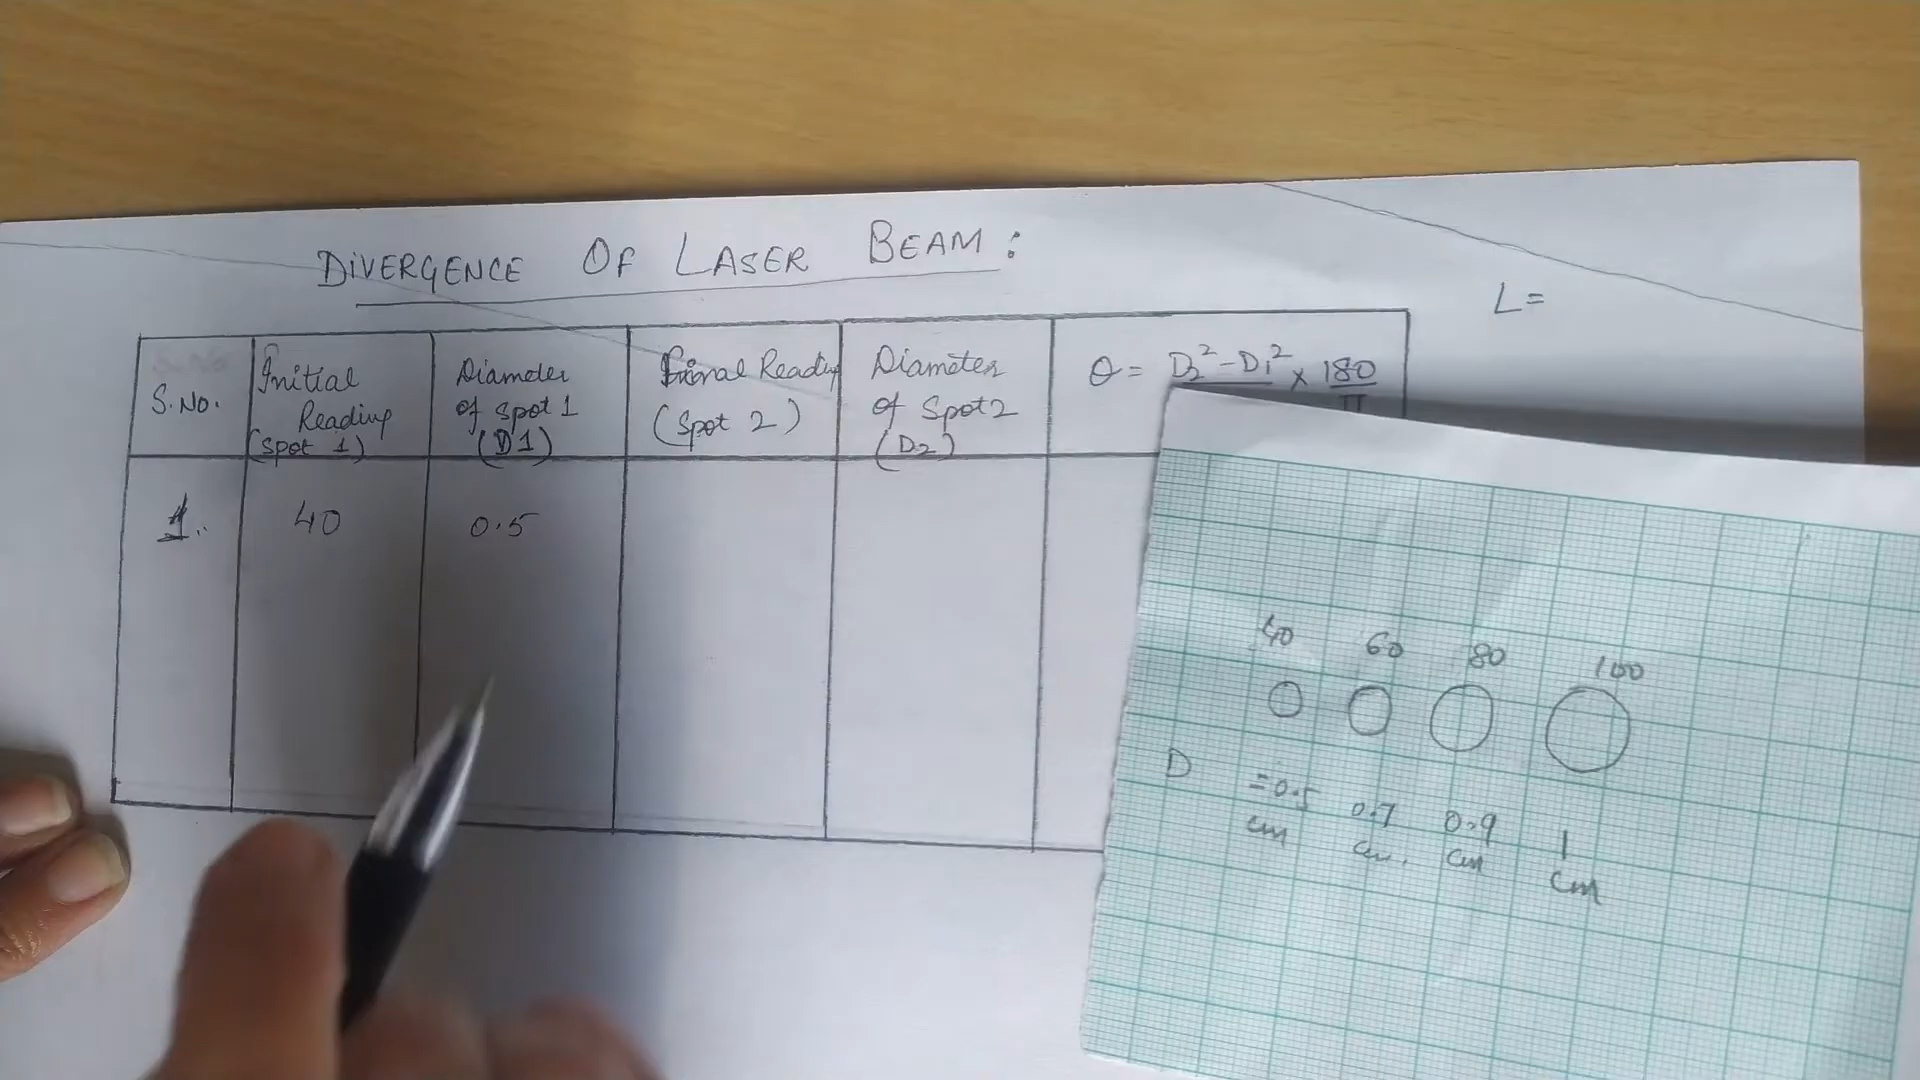 DIVERGENCE OF LASER BEAM:
L=
S.No.
Initial
Reading
(Spot 1)
Diameter
of spot 1
(D1)
Final Reading
(Spot 2)
Diameter
of Spot 2
(D2)
θ = D₂² - D₁² × 180
π
1.
40
0.5
40 60 80 100
D = 0.5 0.7 0.9 1
cm cm. cm cm